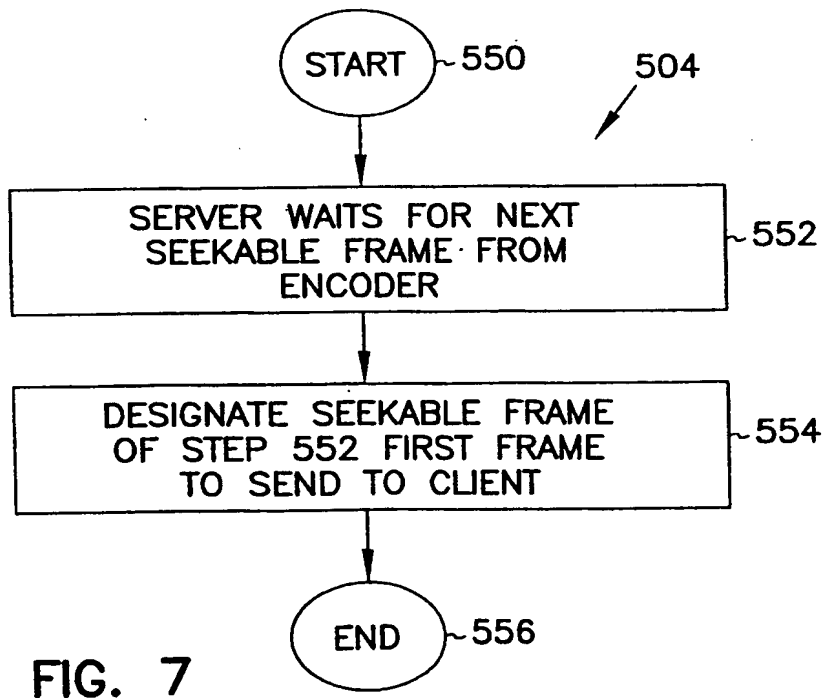 START
550
504
SERVER WAITS FOR NEXT
SEEKABLE FRAME FROM
ENCODER
552
DESIGNATE SEEKABLE FRAME
OF STEP 552 FIRST FRAME
TO SEND TO CLIENT
554
END
556
FIG. 7